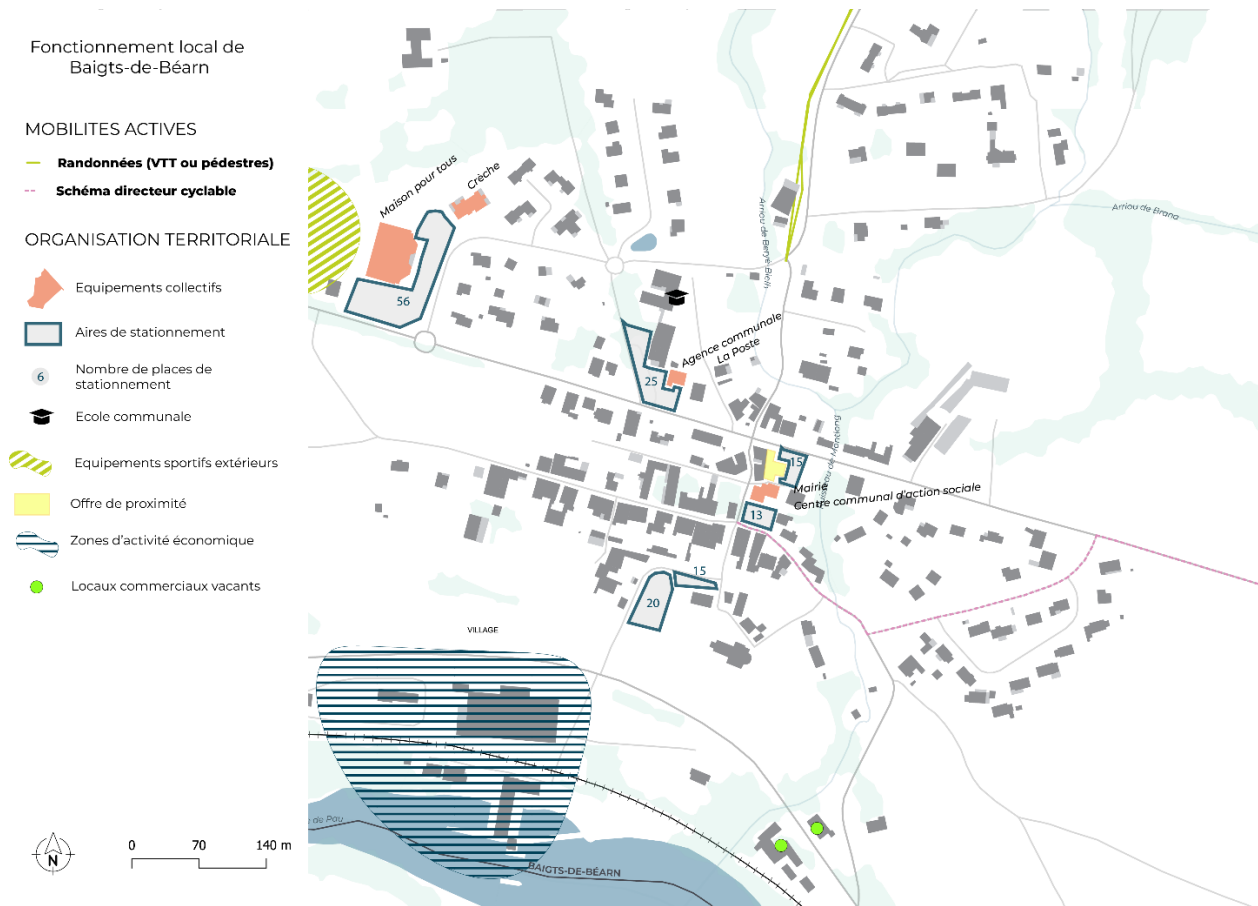 Fonctionnement local de
Baigts-de-Béarn
MOBILITES ACTIVES
Randonnées (VTT ou pédestres)
Schéma directeur cyclable
ORGANISATION TERRITORIALE
Equipements collectifs
Aires de stationnement
6
Nombre de places de
stationnement
Ecole communale
Equipements sportifs extérieurs
Offre de proximité
Zones d'activité économique
Locaux commerciaux vacants
N
0 70 140 m
Maison pour tous
Crèche
56
Arriou de Brana
Agence communale
La Poste
25
15
Mairie
Centre communal d'action sociale
13
15
20
VILLAGE
de Pau
BAIGTS-DE-BÉARN